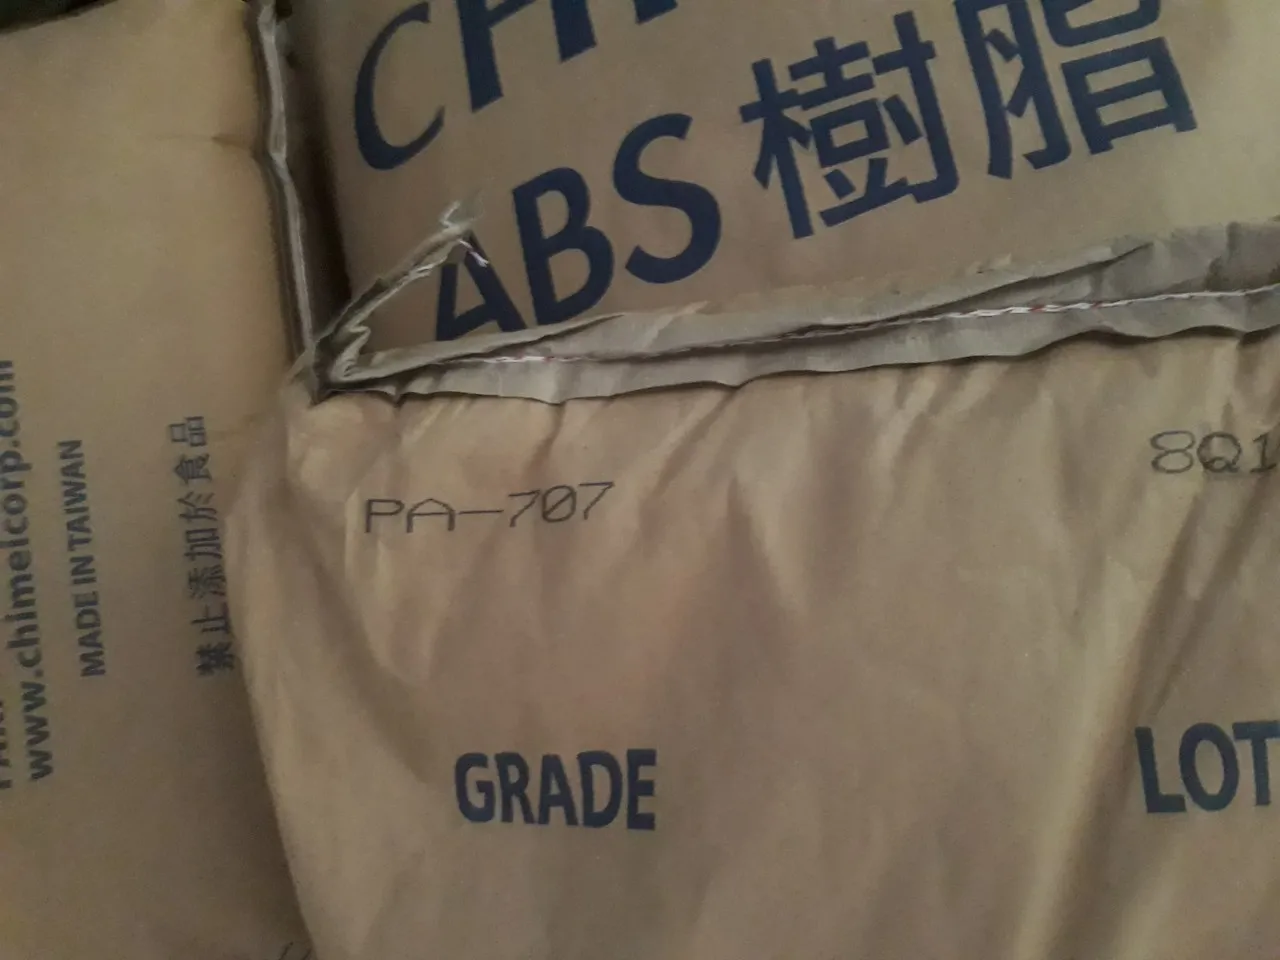 ABS 樹脂
PA-707
8Q1
GRADE
LOT
www.chimeicorp.com
MADE IN TAIWAN
禁止添加於食品